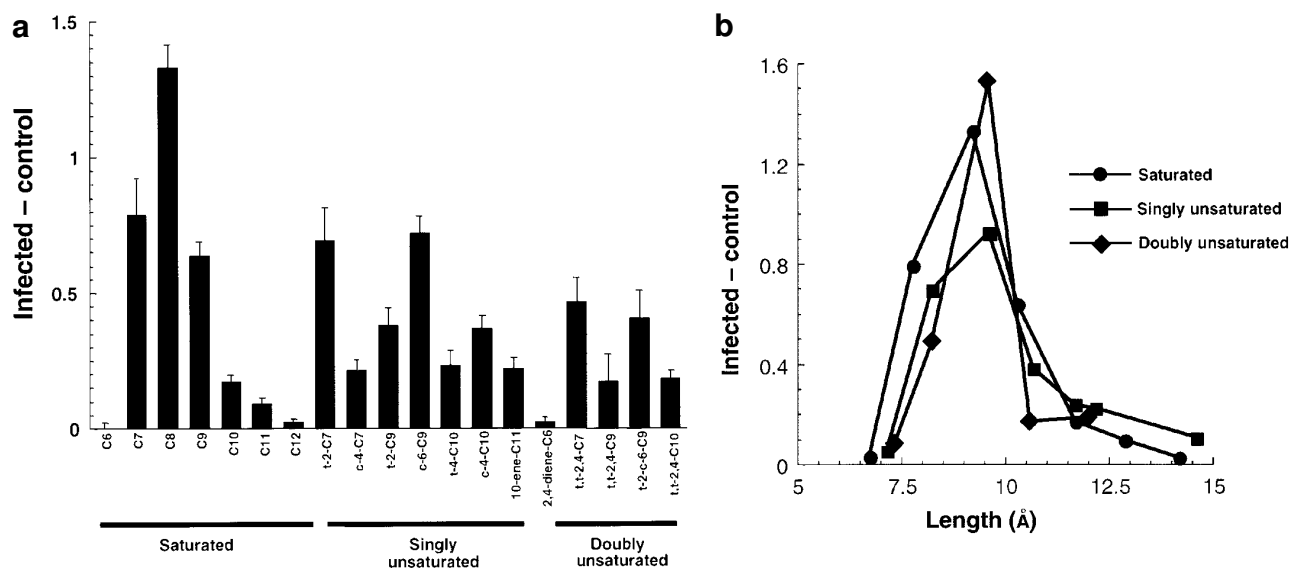 a
Infected – control
1.5
1
0.5
0
C6
C7
C8
C9
C10
C11
C12
t-2-C7
c-4-C7
t-2-C9
c-6-C9
t-4-C10
c-4-C10
10-ene-C11
2,4-diene-C6
t,t-2,4-C7
t,t-2,4-C9
t-2-c-6-C9
t,t-2,4-C10
Saturated
Singly
unsaturated
Doubly
unsaturated
b
Infected – control
1.6
1.2
0.8
0.4
0
5
7.5
10
12.5
15
Length (Å)
Saturated
Singly unsaturated
Doubly unsaturated